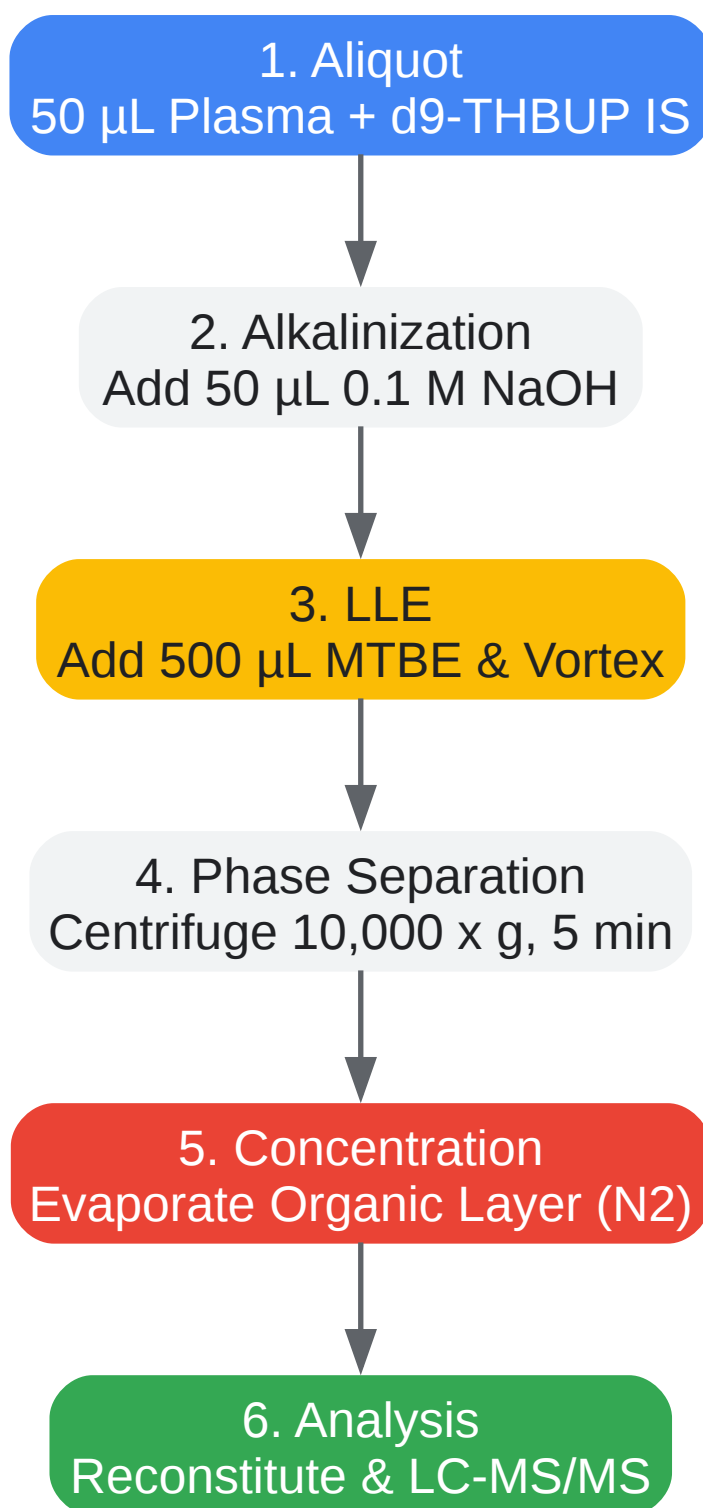 1. Aliquot
50 µL Plasma + d9-THBUP IS
2. Alkalinization
Add 50 µL 0.1 M NaOH
3. LLE
Add 500 µL MTBE & Vortex
4. Phase Separation
Centrifuge 10,000 x g, 5 min
5. Concentration
Evaporate Organic Layer (N2)
6. Analysis
Reconstitute & LC-MS/MS